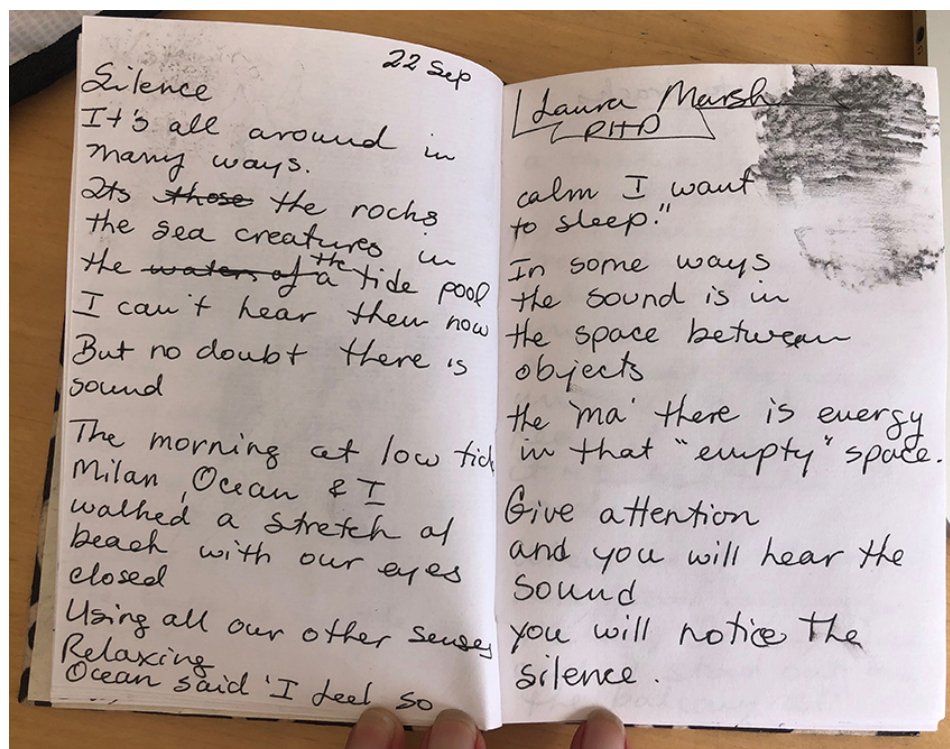 22 Sep
Silence
It's all around in
many ways.
Its those the rocks
the sea creatures in
the waters of a the tide pool
I can't hear them now
But no doubt there is
sound
The morning at low tide
Milan, Ocean & I
walked a stretch of
beach with our eyes
closed
Using all our other senses
Relaxing
Ocean said 'I feel so
Laura Marsh
calm I want
to sleep."
In some ways
the sound is in
the space between
objects
the 'ma' there is energy
in that "empty" space.
Give attention
and you will hear the
sound
you will notice the
silence.